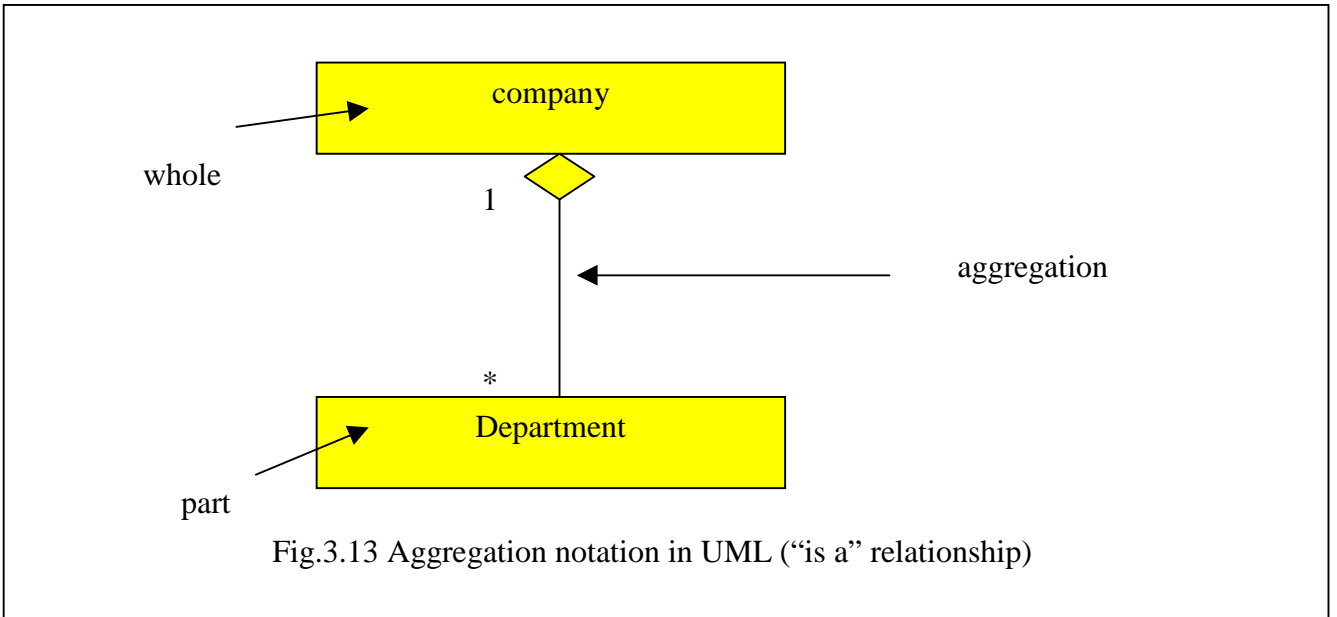 company
whole
1
aggregation
*
Department
part
Fig.3.13 Aggregation notation in UML (“is a” relationship)